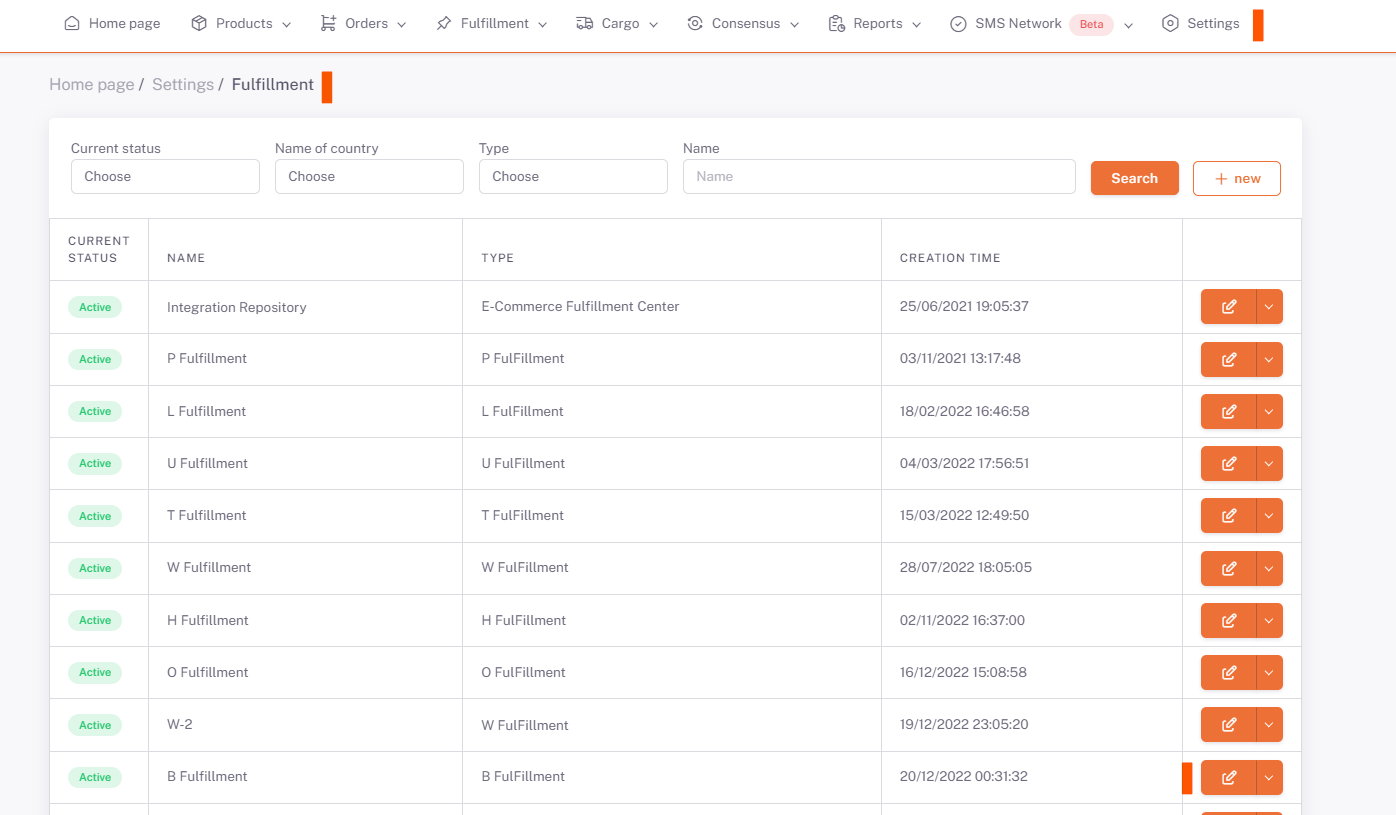 Home page Products Orders Fulfillment Cargo Consensus Reports SMS Network Beta Settings
Home page / Settings / Fulfillment
Current status Name of country Type Name
Choose Choose Choose Name Search + new
CURRENT
STATUS NAME TYPE CREATION TIME
Active Integration Repository E-Commerce Fulfillment Center 25/06/2021 19:05:37
Active P Fulfillment P FulFillment 03/11/2021 13:17:48
Active L Fulfillment L FulFillment 18/02/2022 16:46:58
Active U Fulfillment U FulFillment 04/03/2022 17:56:51
Active T Fulfillment T FulFillment 15/03/2022 12:49:50
Active W Fulfillment W FulFillment 28/07/2022 18:05:05
Active H Fulfillment H FulFillment 02/11/2022 16:37:00
Active O Fulfillment O FulFillment 16/12/2022 15:08:58
Active W-2 W FulFillment 19/12/2022 23:05:20
Active B Fulfillment B FulFillment 20/12/2022 00:31:32